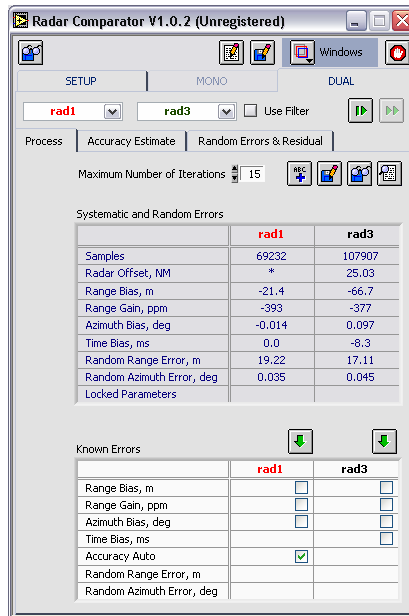 Radar Comparator V1.0.2 (Unregistered)
Windows
SETUP MONO DUAL
rad1 rad3 Use Filter
Process Accuracy Estimate Random Errors & Residual
Maximum Number of Iterations 15 ABC
Systematic and Random Errors
rad1 rad3
Samples 69232 107907
Radar Offset, NM * 25.03
Range Bias, m -21.4 -66.7
Range Gain, ppm -393 -377
Azimuth Bias, deg -0.014 0.097
Time Bias, ms 0.0 -8.3
Random Range Error, m 19.22 17.11
Random Azimuth Error, deg 0.035 0.045
Locked Parameters
Known Errors
rad1 rad3
Range Bias, m
Range Gain, ppm
Azimuth Bias, deg
Time Bias, ms
Accuracy Auto
Random Range Error, m
Random Azimuth Error, deg